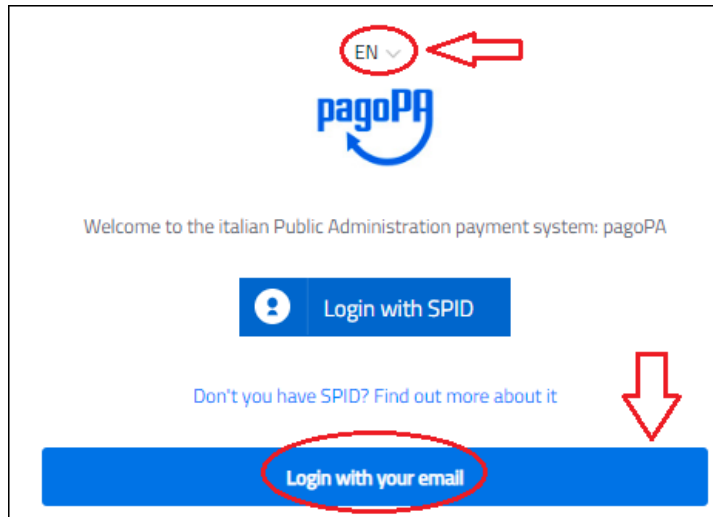 EN
pagoPA
Welcome to the italian Public Administration payment system: pagoPA
Login with SPID
Don't you have SPID? Find out more about it
Login with your email